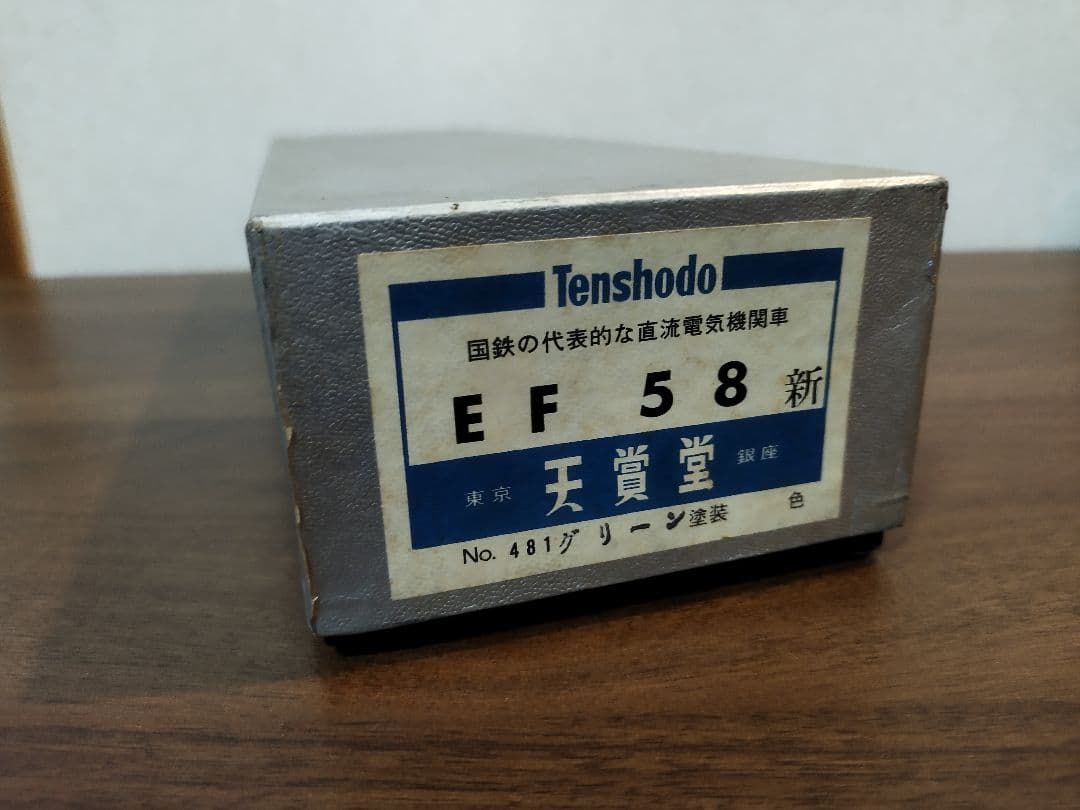 Tenshodo
国鉄の代表的な直流電気機関車
EF 58 新
東京 天賞堂 銀座
No. 481グリーン塗装 色